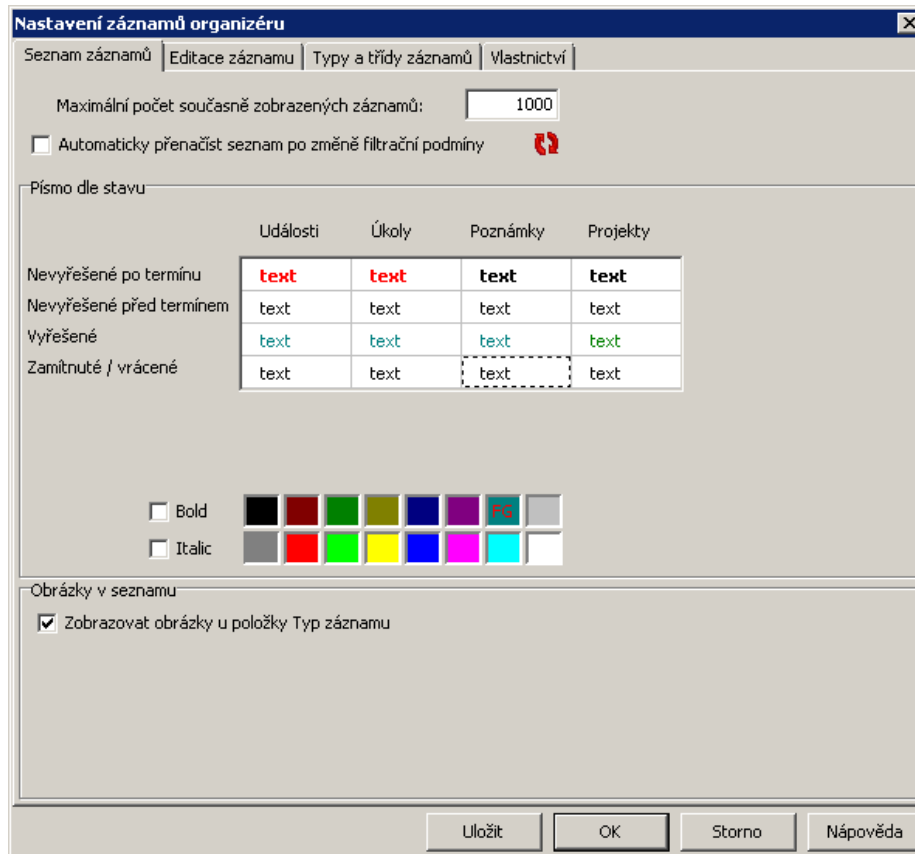 Nastavení záznamů organizéru
Seznam záznamů Editace záznamu Typy a třídy záznamů Vlastnictví
Maximální počet současně zobrazených záznamů: 1000
Automaticky přenačíst seznam po změně filtrační podmíny
Písmo dle stavu
Události Úkoly Poznámky Projekty
Nevyřešené po termínu text text text text
Nevyřešené před termínem text text text text
Vyřešené text text text text
Zamítnuté / vrácené text text text text
Bold FG
Italic
Obrázky v seznamu
Zobrazovat obrázky u položky Typ záznamu
Uložit OK Storno Nápověda